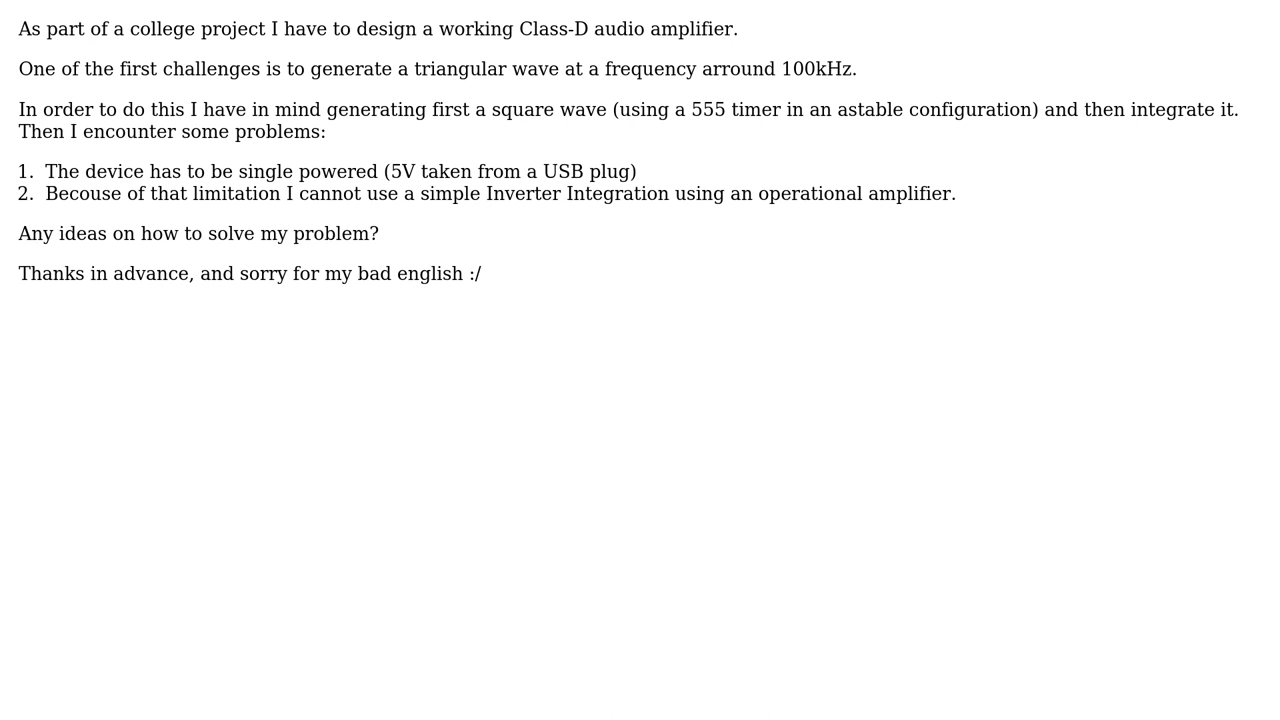 As part of a college project I have to design a working Class-D audio amplifier.
One of the first challenges is to generate a triangular wave at a frequency arround 100kHz.
In order to do this I have in mind generating first a square wave (using a 555 timer in an astable configuration) and then integrate it.
Then I encounter some problems:
1. The device has to be single powered (5V taken from a USB plug)
2. Becouse of that limitation I cannot use a simple Inverter Integration using an operational amplifier.
Any ideas on how to solve my problem?
Thanks in advance, and sorry for my bad english :/